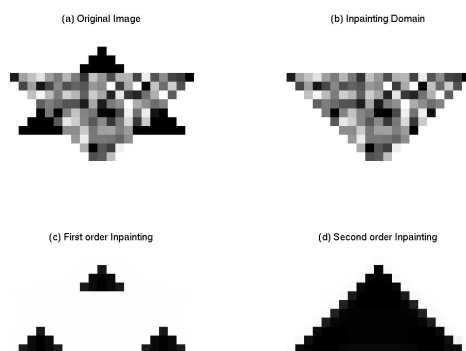 (a) Original Image
(b) Inpainting Domain
(c) First order Inpainting
(d) Second order Inpainting